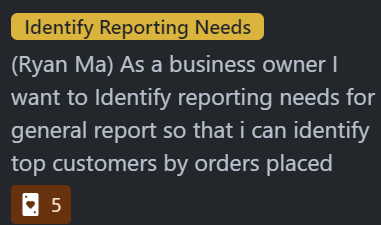 Identify Reporting Needs
(Ryan Ma) As a business owner I
want to Identify reporting needs for
general report so that i can identify
top customers by orders placed
5